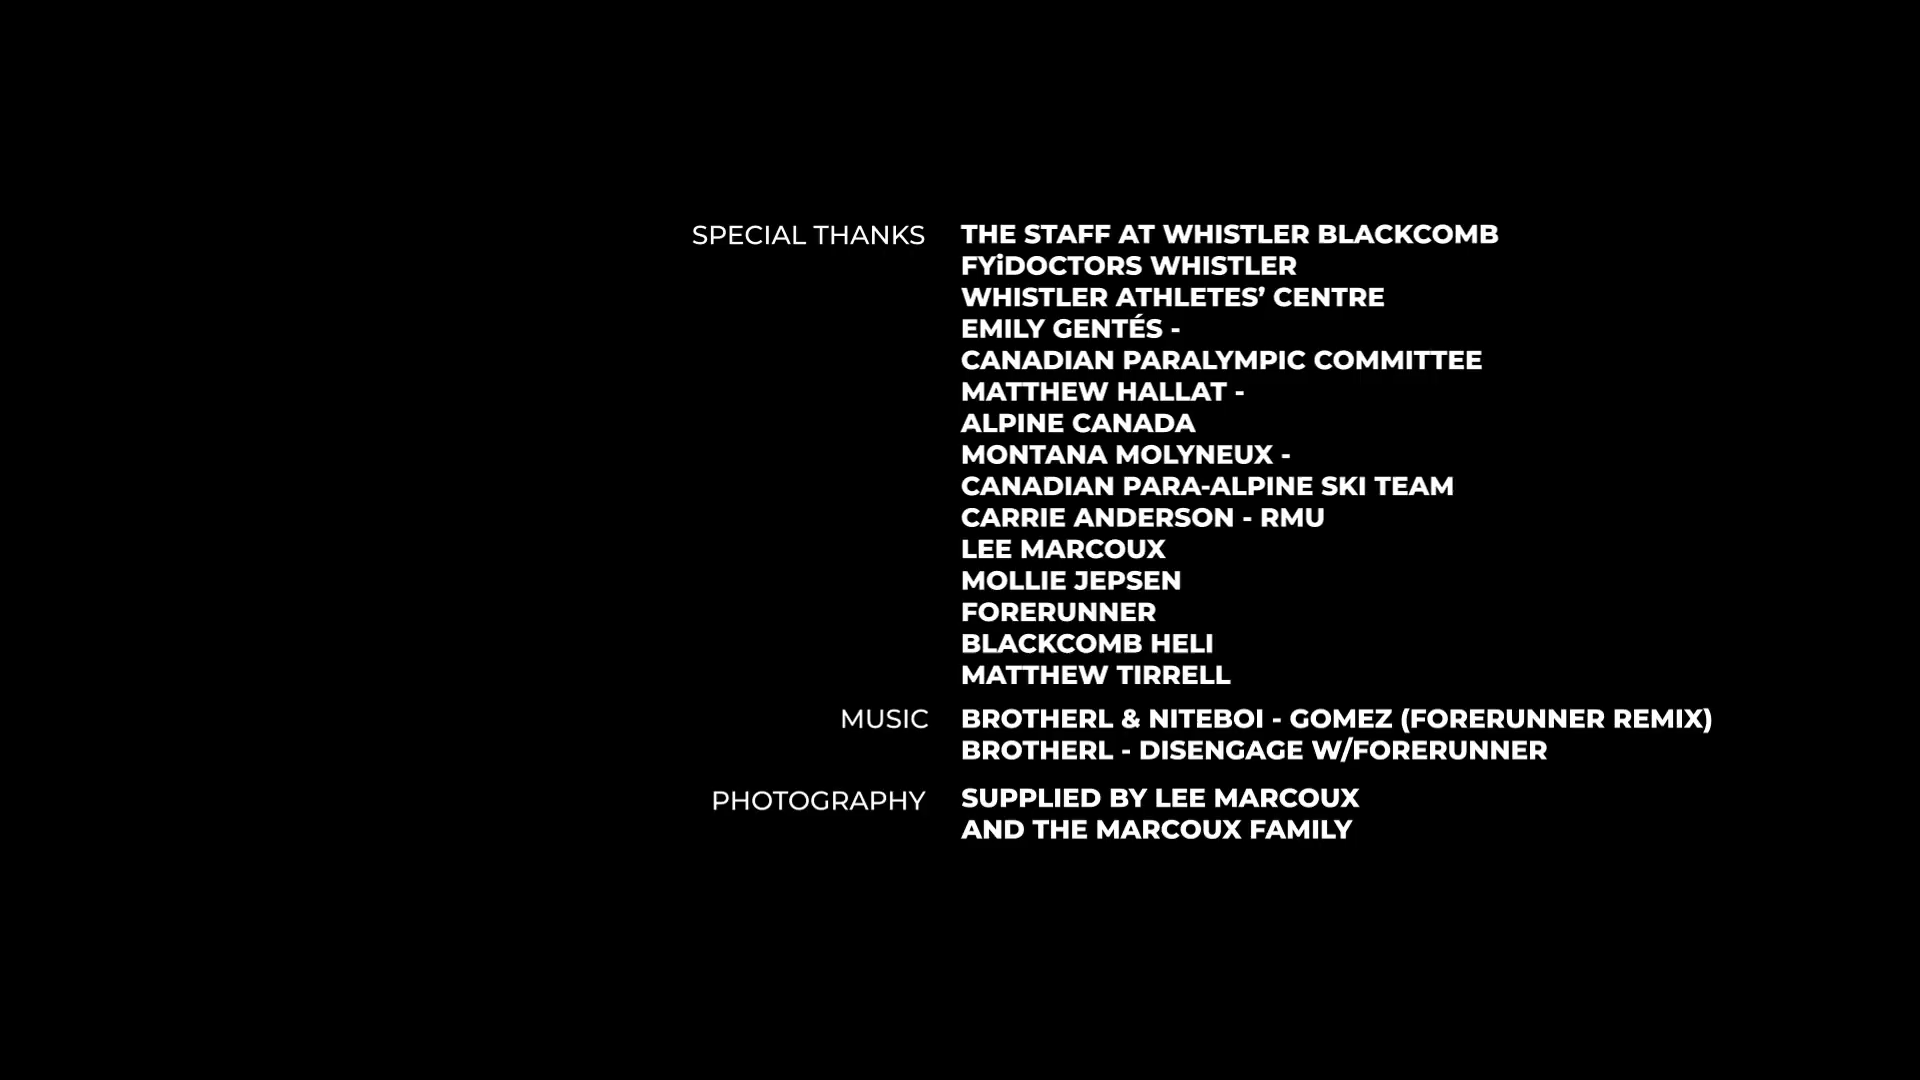 SPECIAL THANKS THE STAFF AT WHISTLER BLACKCOMB
FYiDOCTORS WHISTLER
WHISTLER ATHLETES’ CENTRE
EMILY GENTÉS -
CANADIAN PARALYMPIC COMMITTEE
MATTHEW HALLAT -
ALPINE CANADA
MONTANA MOLYNEUX -
CANADIAN PARA-ALPINE SKI TEAM
CARRIE ANDERSON - RMU
LEE MARCOUX
MOLLIE JEPSEN
FORERUNNER
BLACKCOMB HELI
MATTHEW TIRRELL
MUSIC BROTHERL & NITEBOI - GOMEZ (FORERUNNER REMIX)
BROTHERL - DISENGAGE W/FORERUNNER
PHOTOGRAPHY SUPPLIED BY LEE MARCOUX
AND THE MARCOUX FAMILY